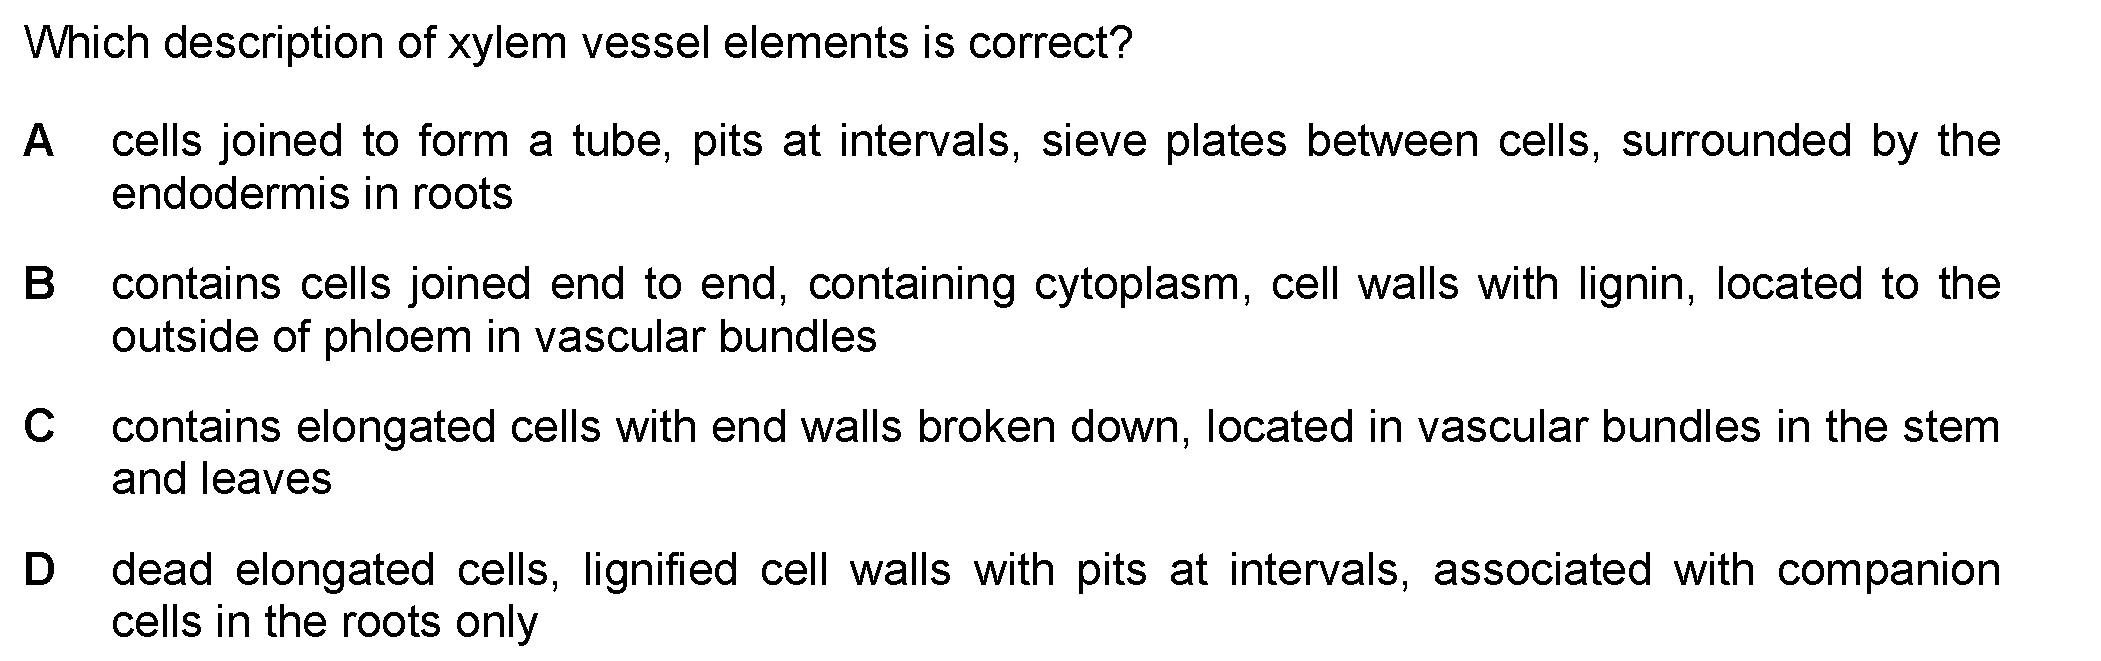 Which description of xylem vessel elements is correct?
A cells joined to form a tube, pits at intervals, sieve plates between cells, surrounded by the
endodermis in roots
B contains cells joined end to end, containing cytoplasm, cell walls with lignin, located to the
outside of phloem in vascular bundles
C contains elongated cells with end walls broken down, located in vascular bundles in the stem
and leaves
D dead elongated cells, lignified cell walls with pits at intervals, associated with companion
cells in the roots only